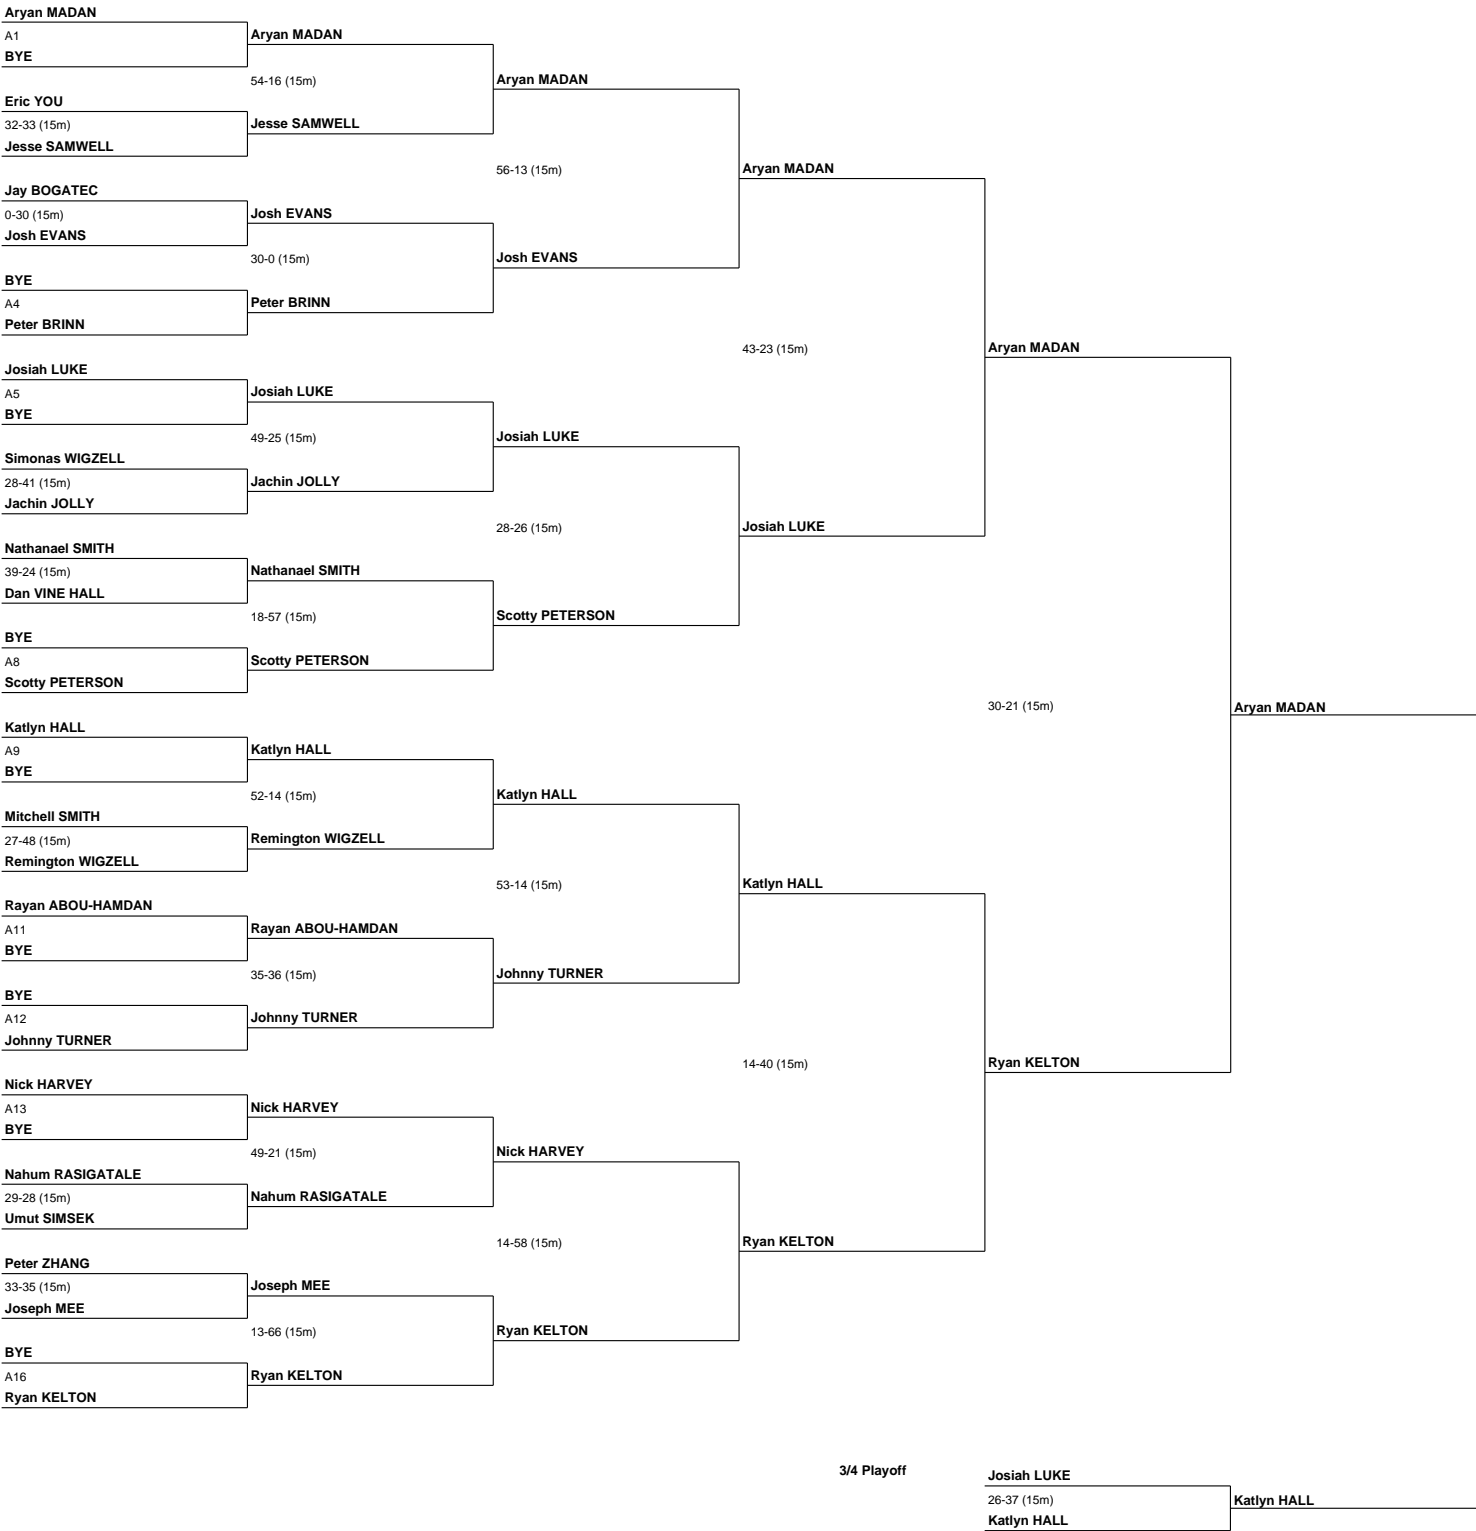 Aryan MADAN
A1
BYE
Eric YOU
32-33 (15m)
Jesse SAMWELL
Jay BOGATEC
0-30 (15m)
Josh EVANS
BYE
A4
Peter BRINN
Josiah LUKE
A5
BYE
Simonas WIGZELL
28-41 (15m)
Jachin JOLLY
Nathanael SMITH
39-24 (15m)
Dan VINE HALL
BYE
A8
Scotty PETERSON
Katlyn HALL
A9
BYE
Mitchell SMITH
27-48 (15m)
Remington WIGZELL
Rayan ABOU-HAMDAN
A11
BYE
BYE
A12
Johnny TURNER
Nick HARVEY
A13
BYE
Nahum RASIGATALE
29-28 (15m)
Umut SIMSEK
Peter ZHANG
33-35 (15m)
Joseph MEE
BYE
A16
Ryan KELTON
Aryan MADAN
54-16 (15m)
Jesse SAMWELL
Josh EVANS
30-0 (15m)
Peter BRINN
Josiah LUKE
49-25 (15m)
Jachin JOLLY
Nathanael SMITH
18-57 (15m)
Scotty PETERSON
Katlyn HALL
52-14 (15m)
Remington WIGZELL
Rayan ABOU-HAMDAN
35-36 (15m)
Johnny TURNER
Nick HARVEY
49-21 (15m)
Nahum RASIGATALE
Joseph MEE
13-66 (15m)
Ryan KELTON
Aryan MADAN
56-13 (15m)
Josh EVANS
Josiah LUKE
28-26 (15m)
Scotty PETERSON
Katlyn HALL
53-14 (15m)
Johnny TURNER
Nick HARVEY
14-58 (15m)
Ryan KELTON
Aryan MADAN
43-23 (15m)
Josiah LUKE
Katlyn HALL
14-40 (15m)
Ryan KELTON
Aryan MADAN
30-21 (15m)
Ryan KELTON
Aryan MADAN
3/4 Playoff
Josiah LUKE
26-37 (15m)
Katlyn HALL
Katlyn HALL